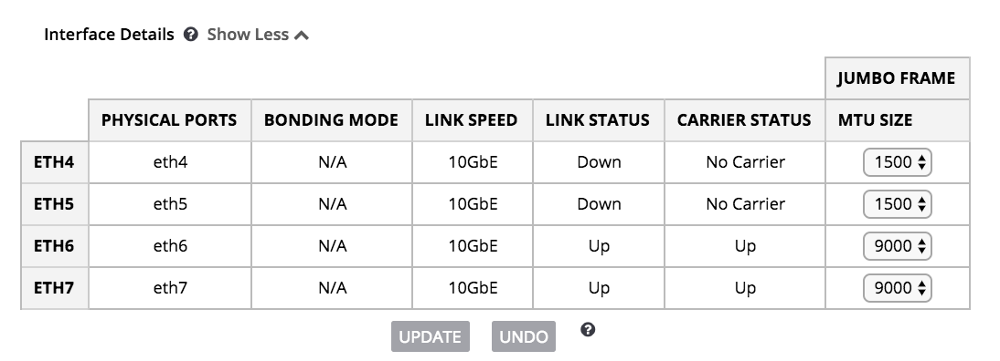 Interface Details ? Show Less
JUMBO FRAME
PHYSICAL PORTS BONDING MODE LINK SPEED LINK STATUS CARRIER STATUS MTU SIZE
ETH4 eth4 N/A 10GbE Down No Carrier 1500
ETH5 eth5 N/A 10GbE Down No Carrier 1500
ETH6 eth6 N/A 10GbE Up Up 9000
ETH7 eth7 N/A 10GbE Up Up 9000
UPDATE UNDO ?